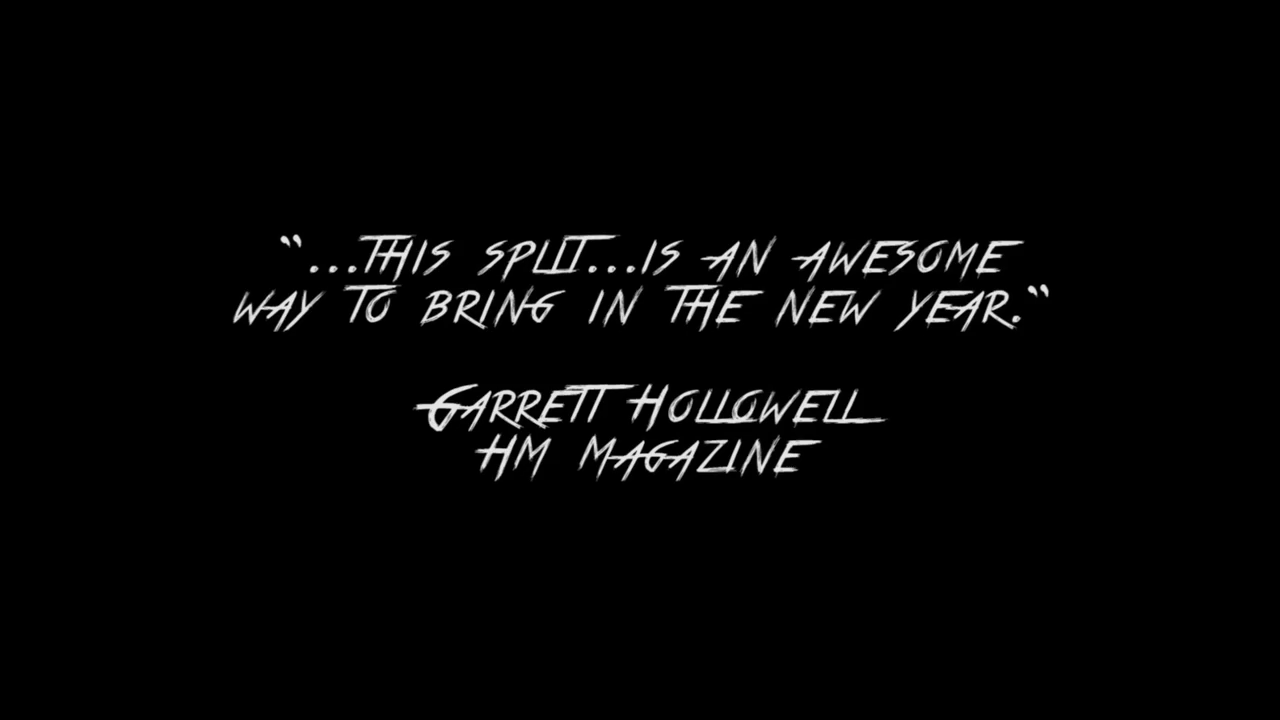 "...THIS SPLIT...IS AN AWESOME
WAY TO BRING IN THE NEW YEAR."
GARRETT HOLLOWELL
HM MAGAZINE